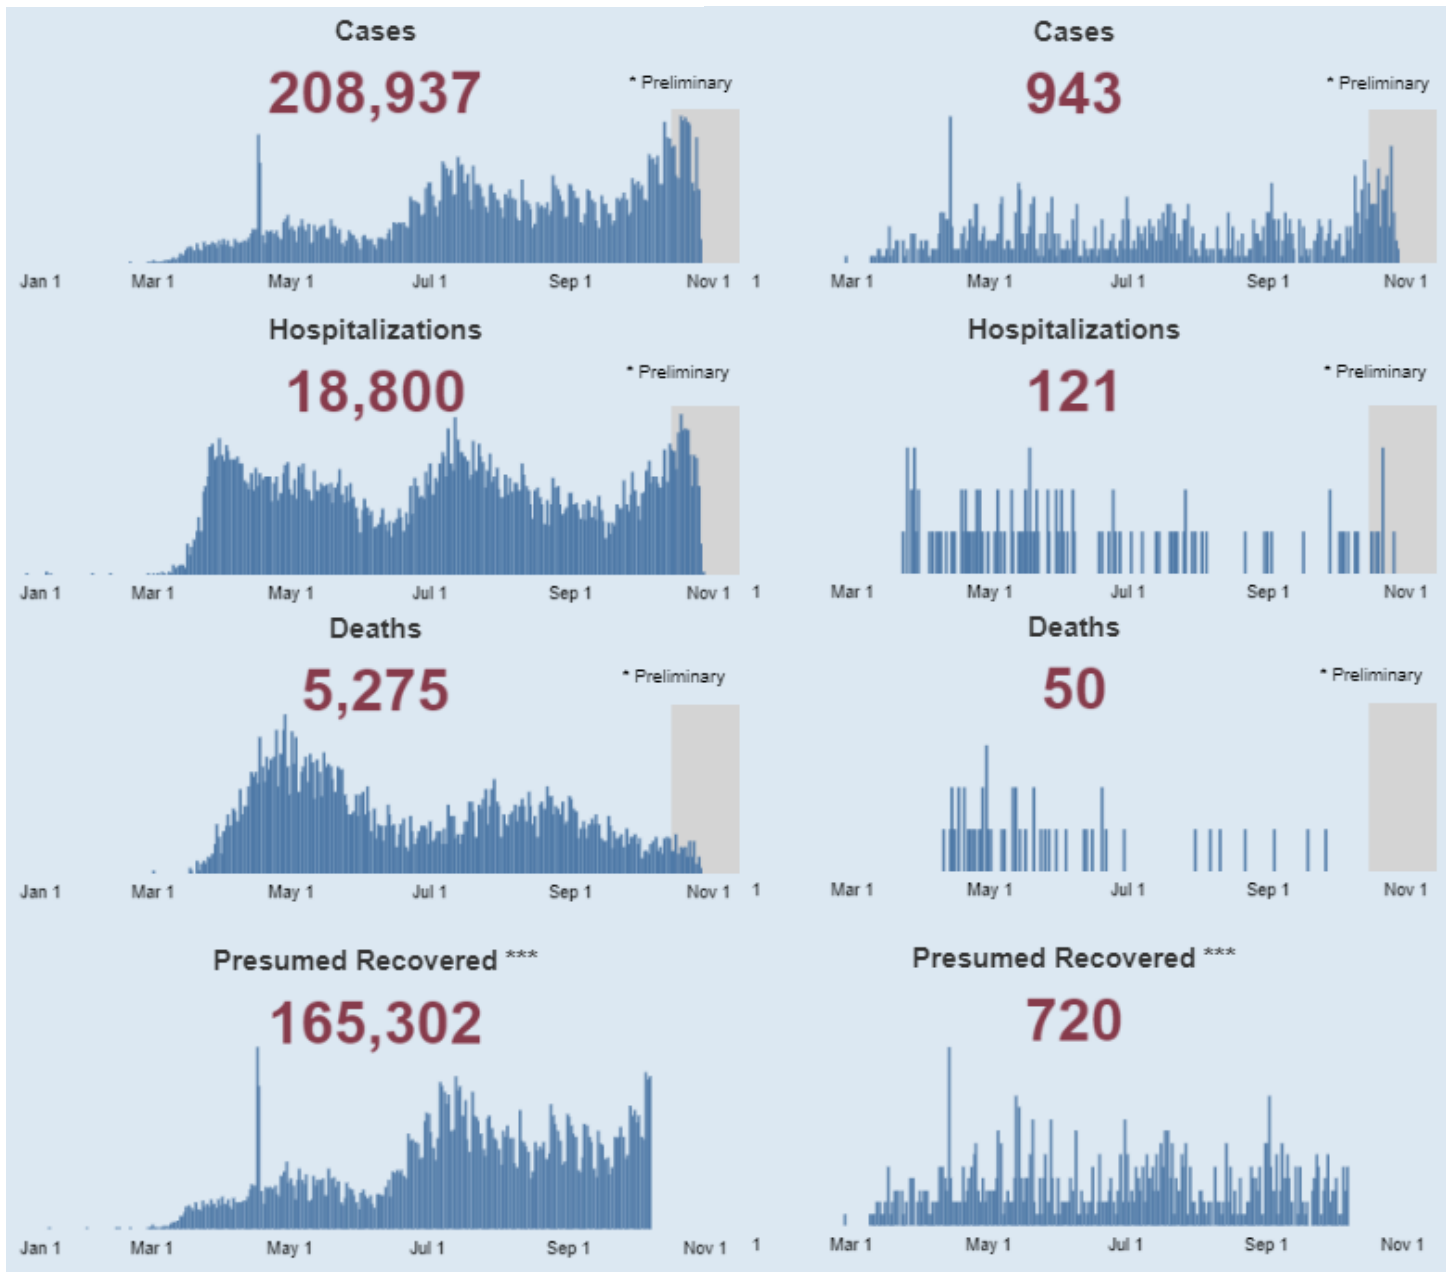 Cases
208,937
* Preliminary
Jan 1 Mar 1 May 1 Jul 1 Sep 1 Nov 1
Cases
943
* Preliminary
1 Mar 1 May 1 Jul 1 Sep 1 Nov 1
Hospitalizations
18,800
* Preliminary
Jan 1 Mar 1 May 1 Jul 1 Sep 1 Nov 1
Hospitalizations
121
* Preliminary
1 Mar 1 May 1 Jul 1 Sep 1 Nov 1
Deaths
5,275
* Preliminary
Jan 1 Mar 1 May 1 Jul 1 Sep 1 Nov 1
Deaths
50
* Preliminary
1 Mar 1 May 1 Jul 1 Sep 1 Nov 1
Presumed Recovered ***
165,302
Jan 1 Mar 1 May 1 Jul 1 Sep 1 Nov 1
Presumed Recovered ***
720
1 Mar 1 May 1 Jul 1 Sep 1 Nov 1